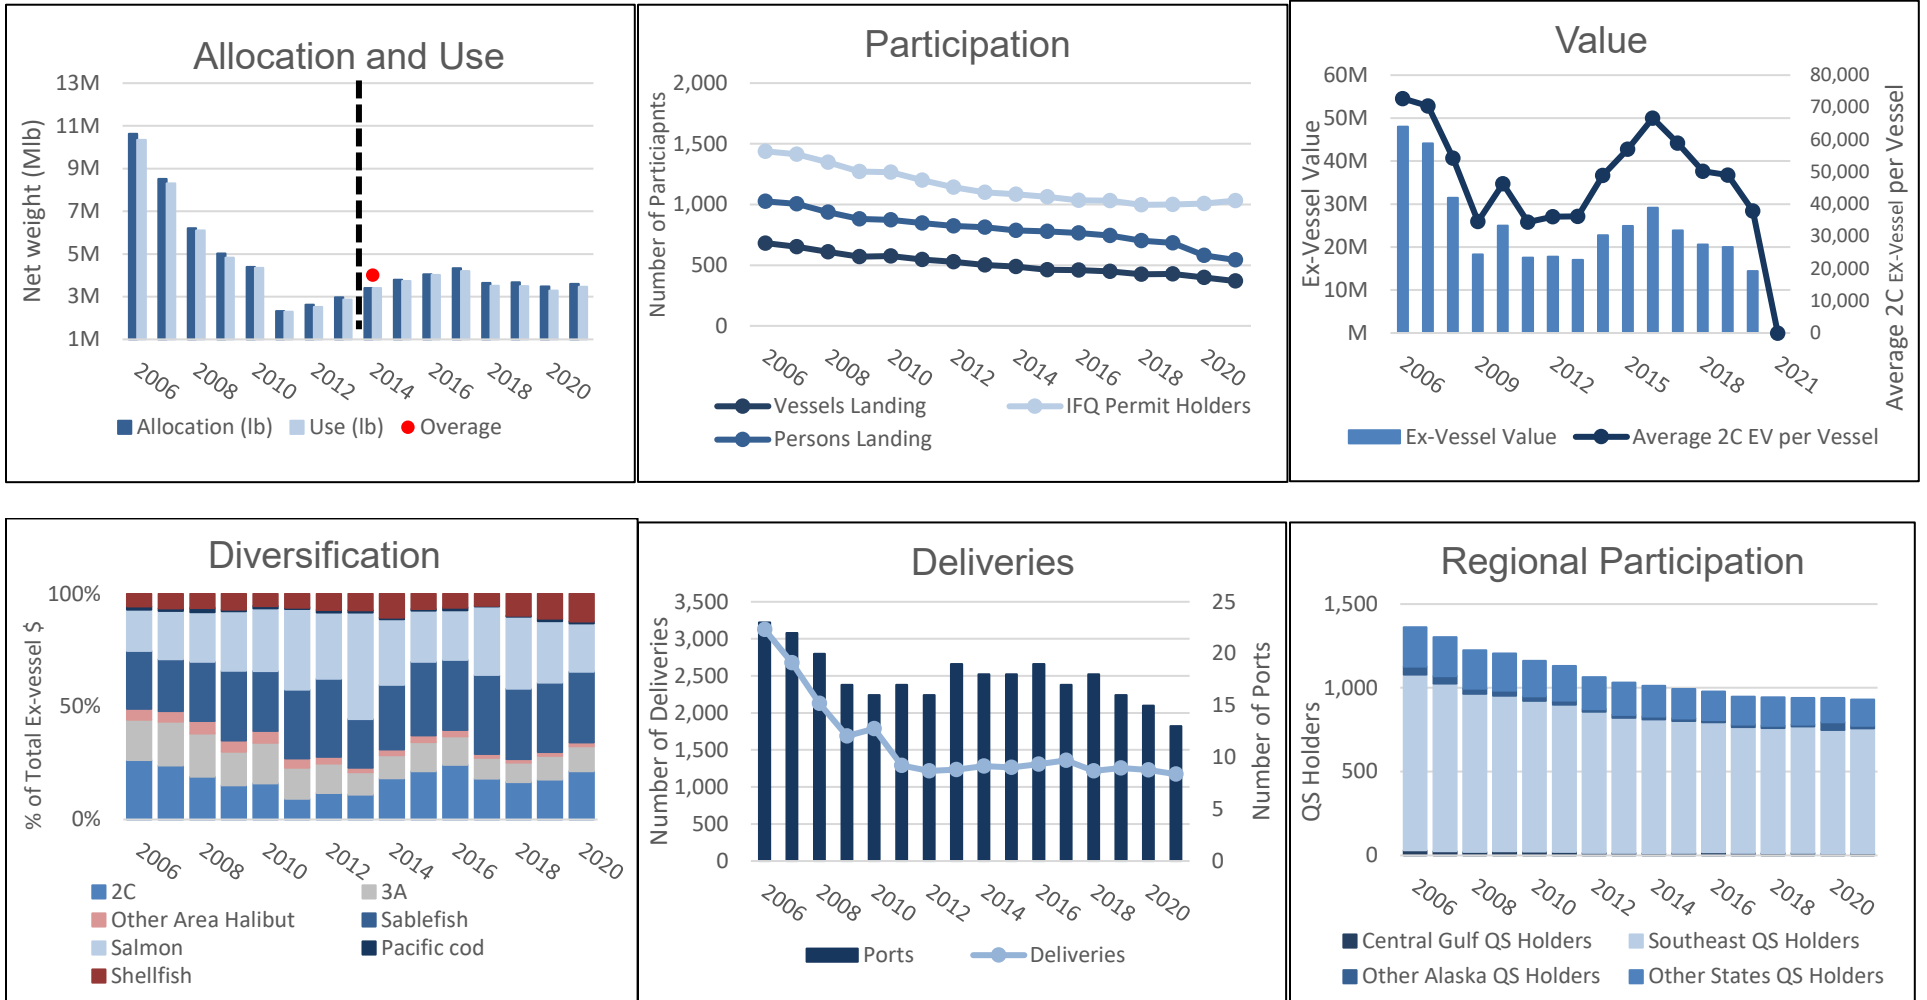 Allocation and Use
Net weight (Mlb)
13M
11M
9M
7M
5M
3M
1M
2006
2008
2010
2012
2014
2016
2018
2020
Allocation (lb)
Use (lb)
Overage
Participation
Number of Particiapnts
2,000
1,500
1,000
500
0
2006
2008
2010
2012
2014
2016
2018
2020
Vessels Landing
IFQ Permit Holders
Persons Landing
Value
Ex-Vessel Value
60M
50M
40M
30M
20M
10M
M
80,000
70,000
60,000
50,000
40,000
30,000
20,000
10,000
0
Average 2C Ex-Vessel per Vessel
2006
2009
2012
2015
2018
2021
Ex-Vessel Value
Average 2C EV per Vessel
Diversification
% of Total Ex-vessel $
100%
50%
0%
2006
2008
2010
2012
2014
2016
2018
2020
2C
3A
Other Area Halibut
Sablefish
Salmon
Pacific cod
Shellfish
Deliveries
Number of Deliveries
3,500
3,000
2,500
2,000
1,500
1,000
500
0
25
20
15
10
5
0
Number of Ports
2006
2008
2010
2012
2014
2016
2018
2020
Ports
Deliveries
Regional Participation
QS Holders
1,500
1,000
500
0
2006
2008
2010
2012
2014
2016
2018
2020
Central Gulf QS Holders
Southeast QS Holders
Other Alaska QS Holders
Other States QS Holders